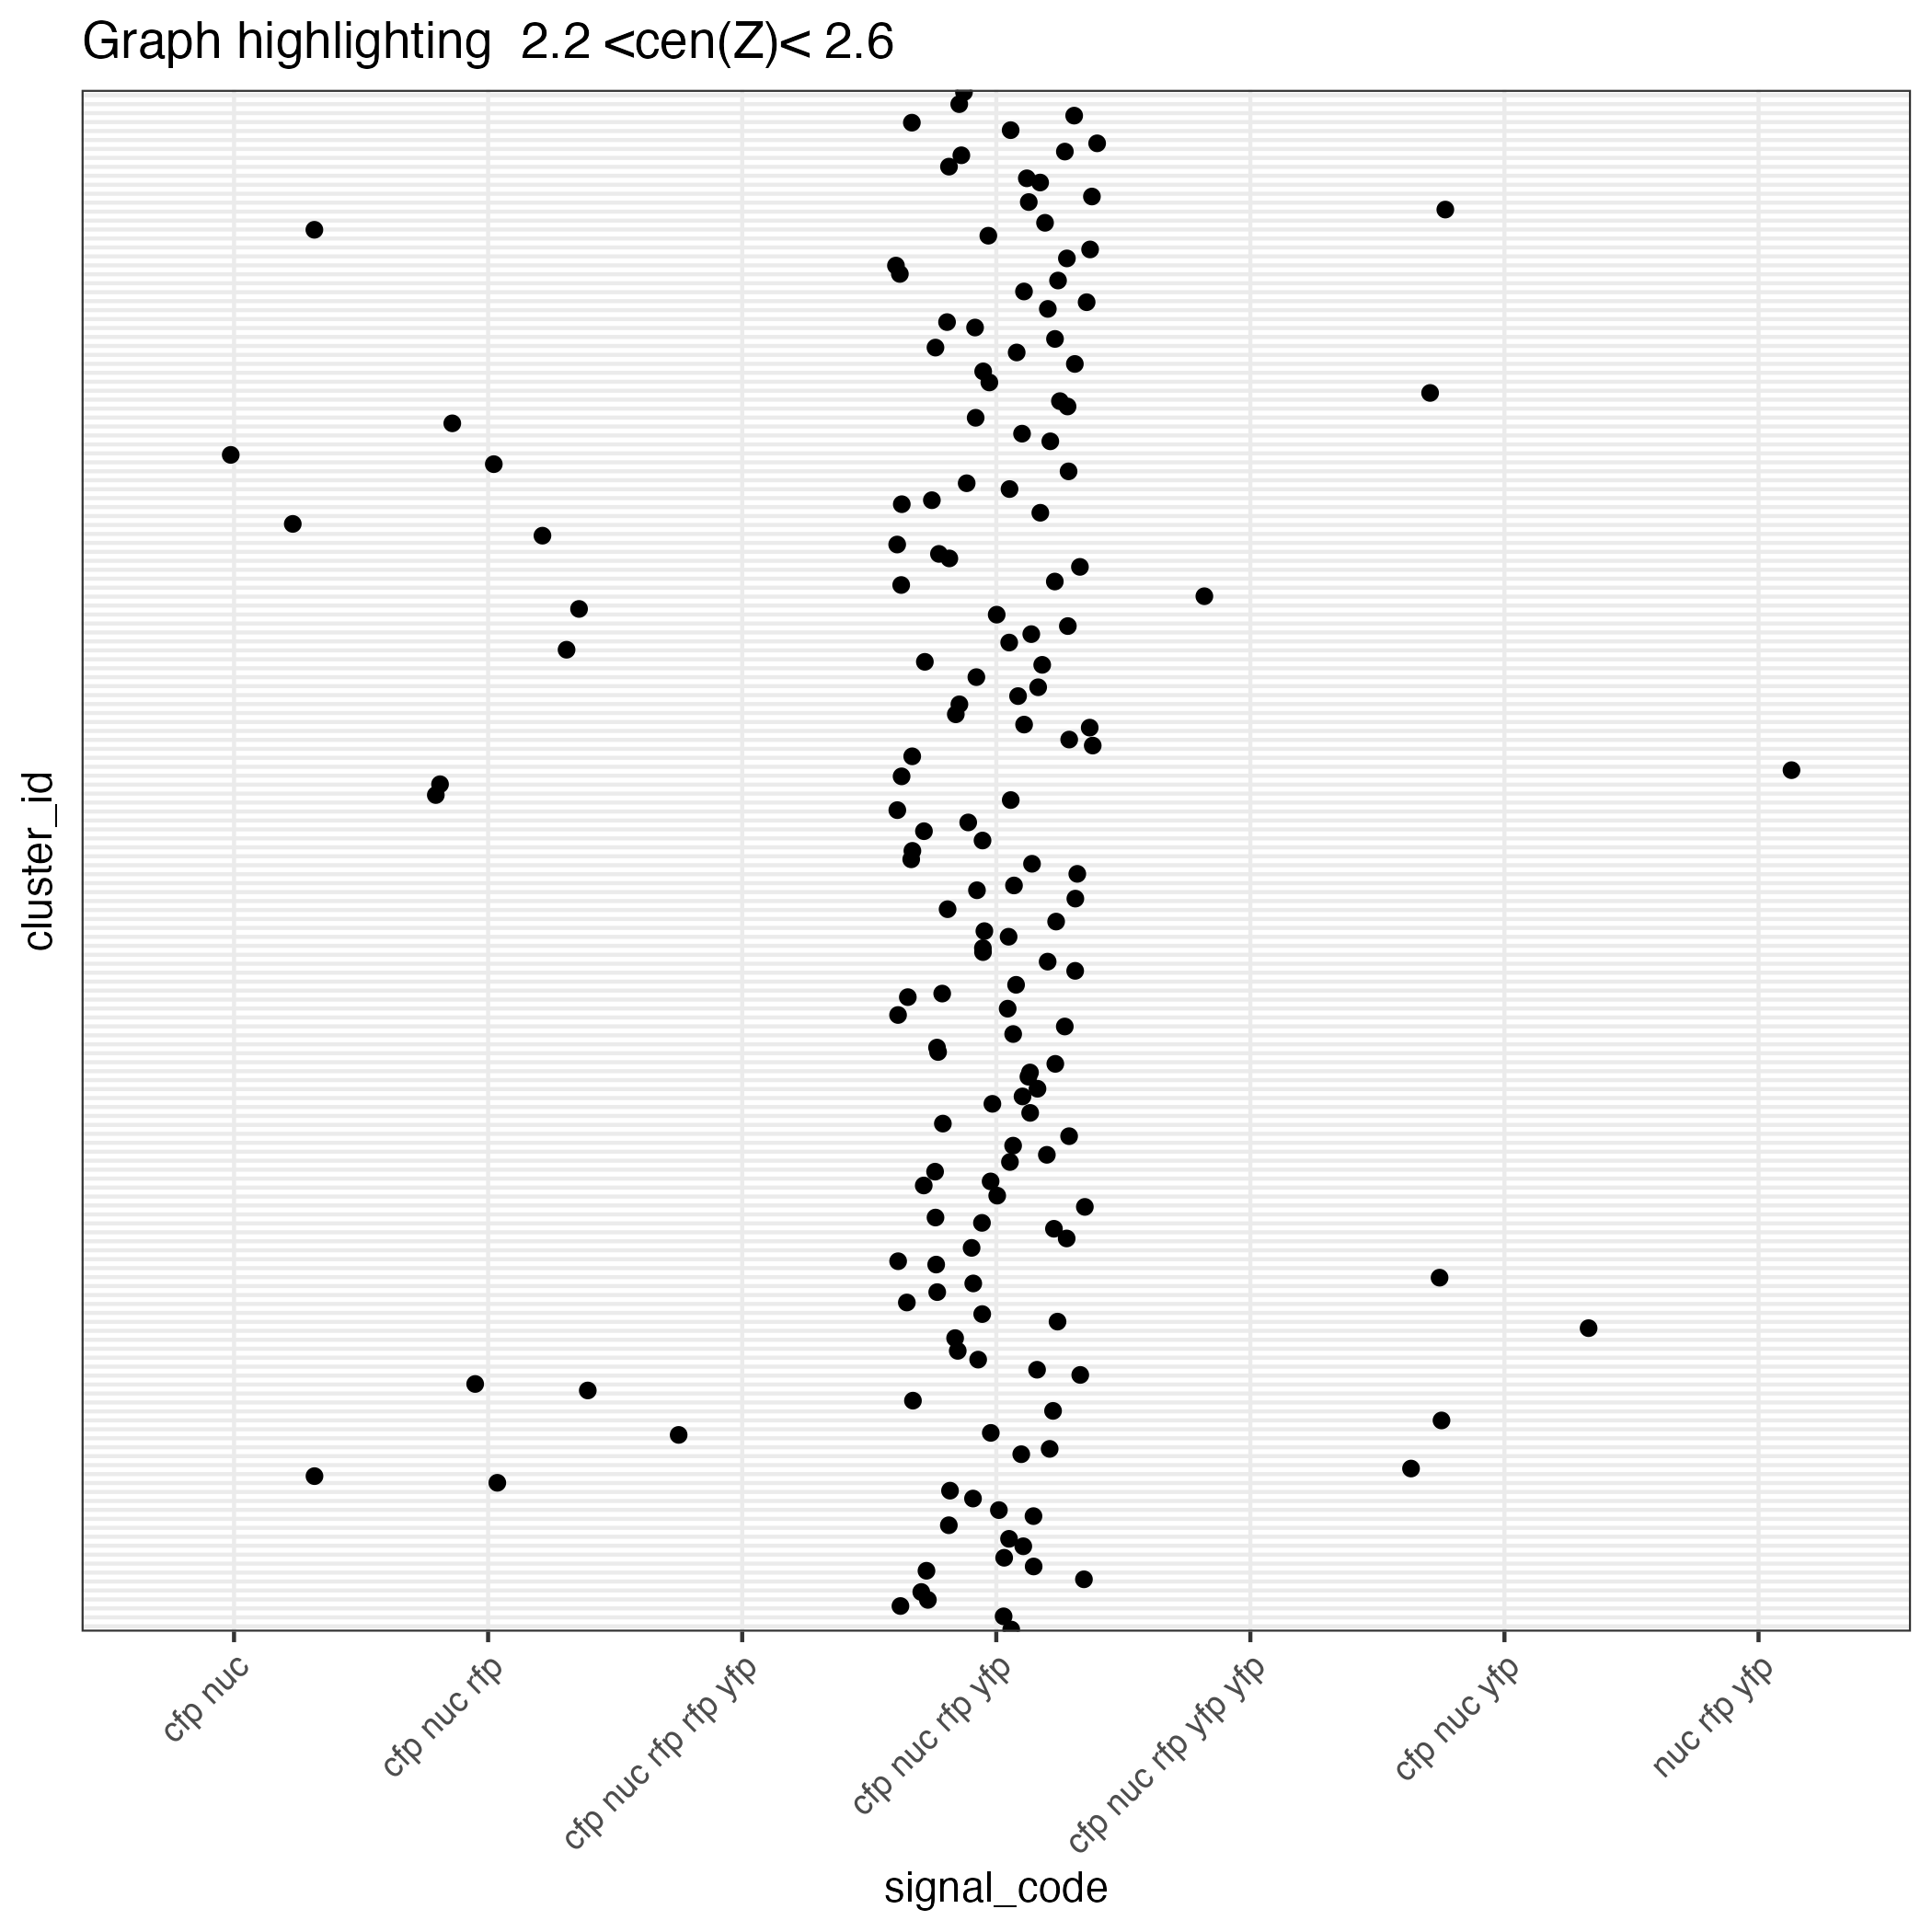 Graph highlighting  2.2 <cen(Z)< 2.6
cluster_id
cfp nuc
cfp nuc rfp
cfp nuc rfp rfp yfp
cfp nuc rfp yfp
cfp nuc rfp yfp yfp
cfp nuc yfp
nuc rfp yfp
signal_code